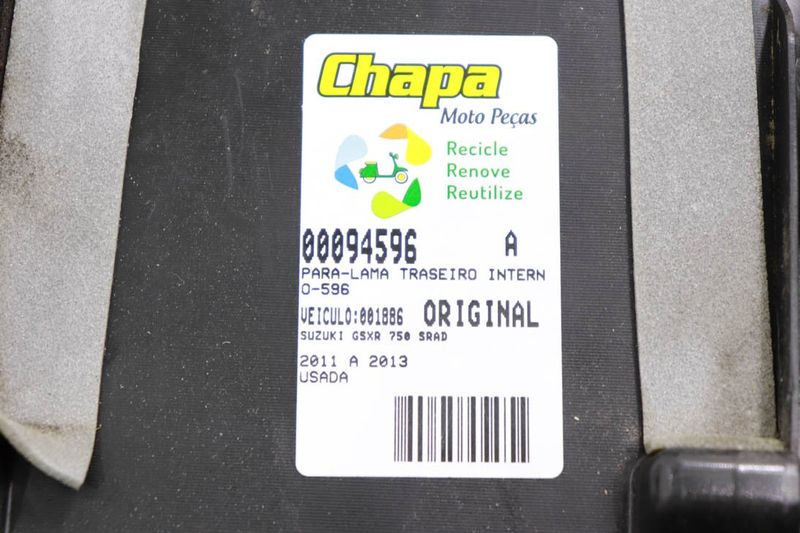 Chapa
Moto Peças
Recicle
Renove
Reutilize
00094596 A
PARA-LAMA TRASEIRO INTERN
O-596
VEICULO:001886 ORIGINAL
SUZUKI GSXR 750 SRAD
2011 A 2013
USADA